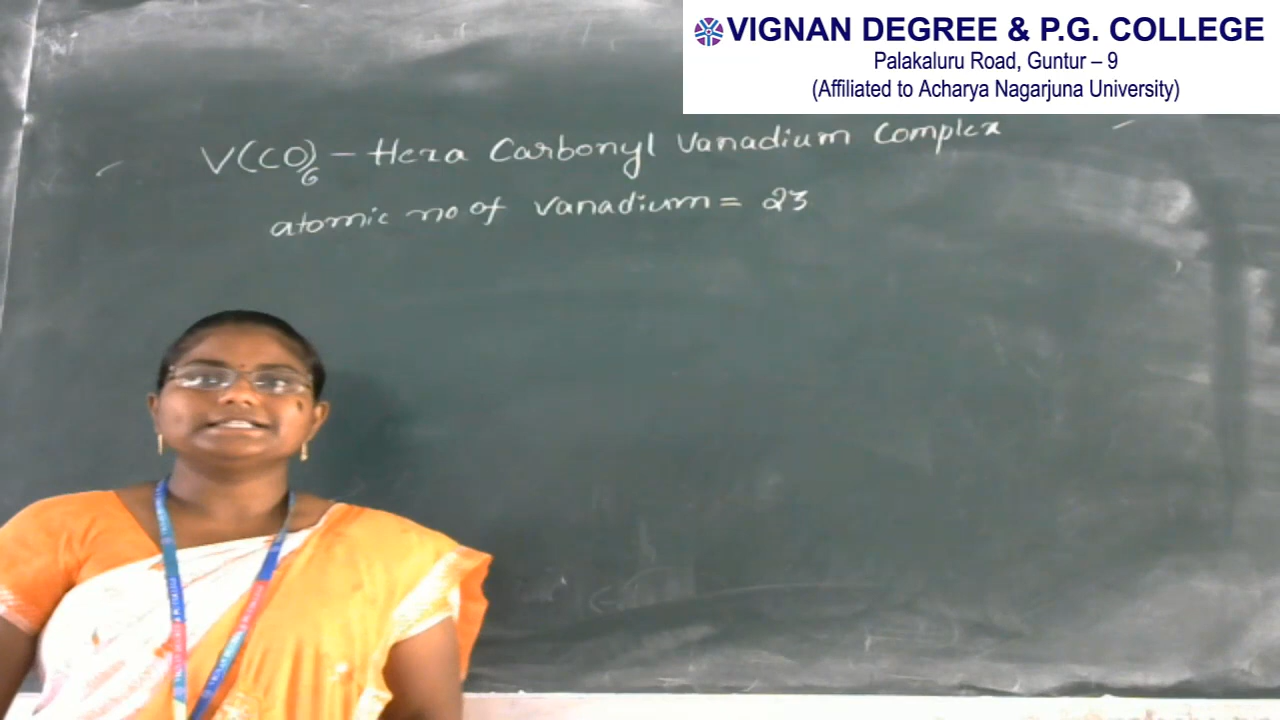 VIGNAN DEGREE & P.G. COLLEGE
Palakaluru Road, Guntur – 9
(Affiliated to Acharya Nagarjuna University)
V(CO)6 – Hexa Carbonyl Vanadium Complex
atomic no of Vanadium = 23